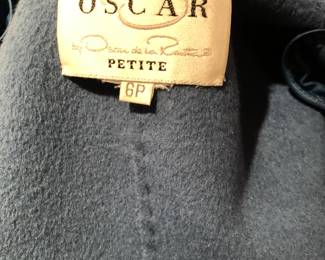 OSCAR
by Oscar de la Renta
PETITE
6P